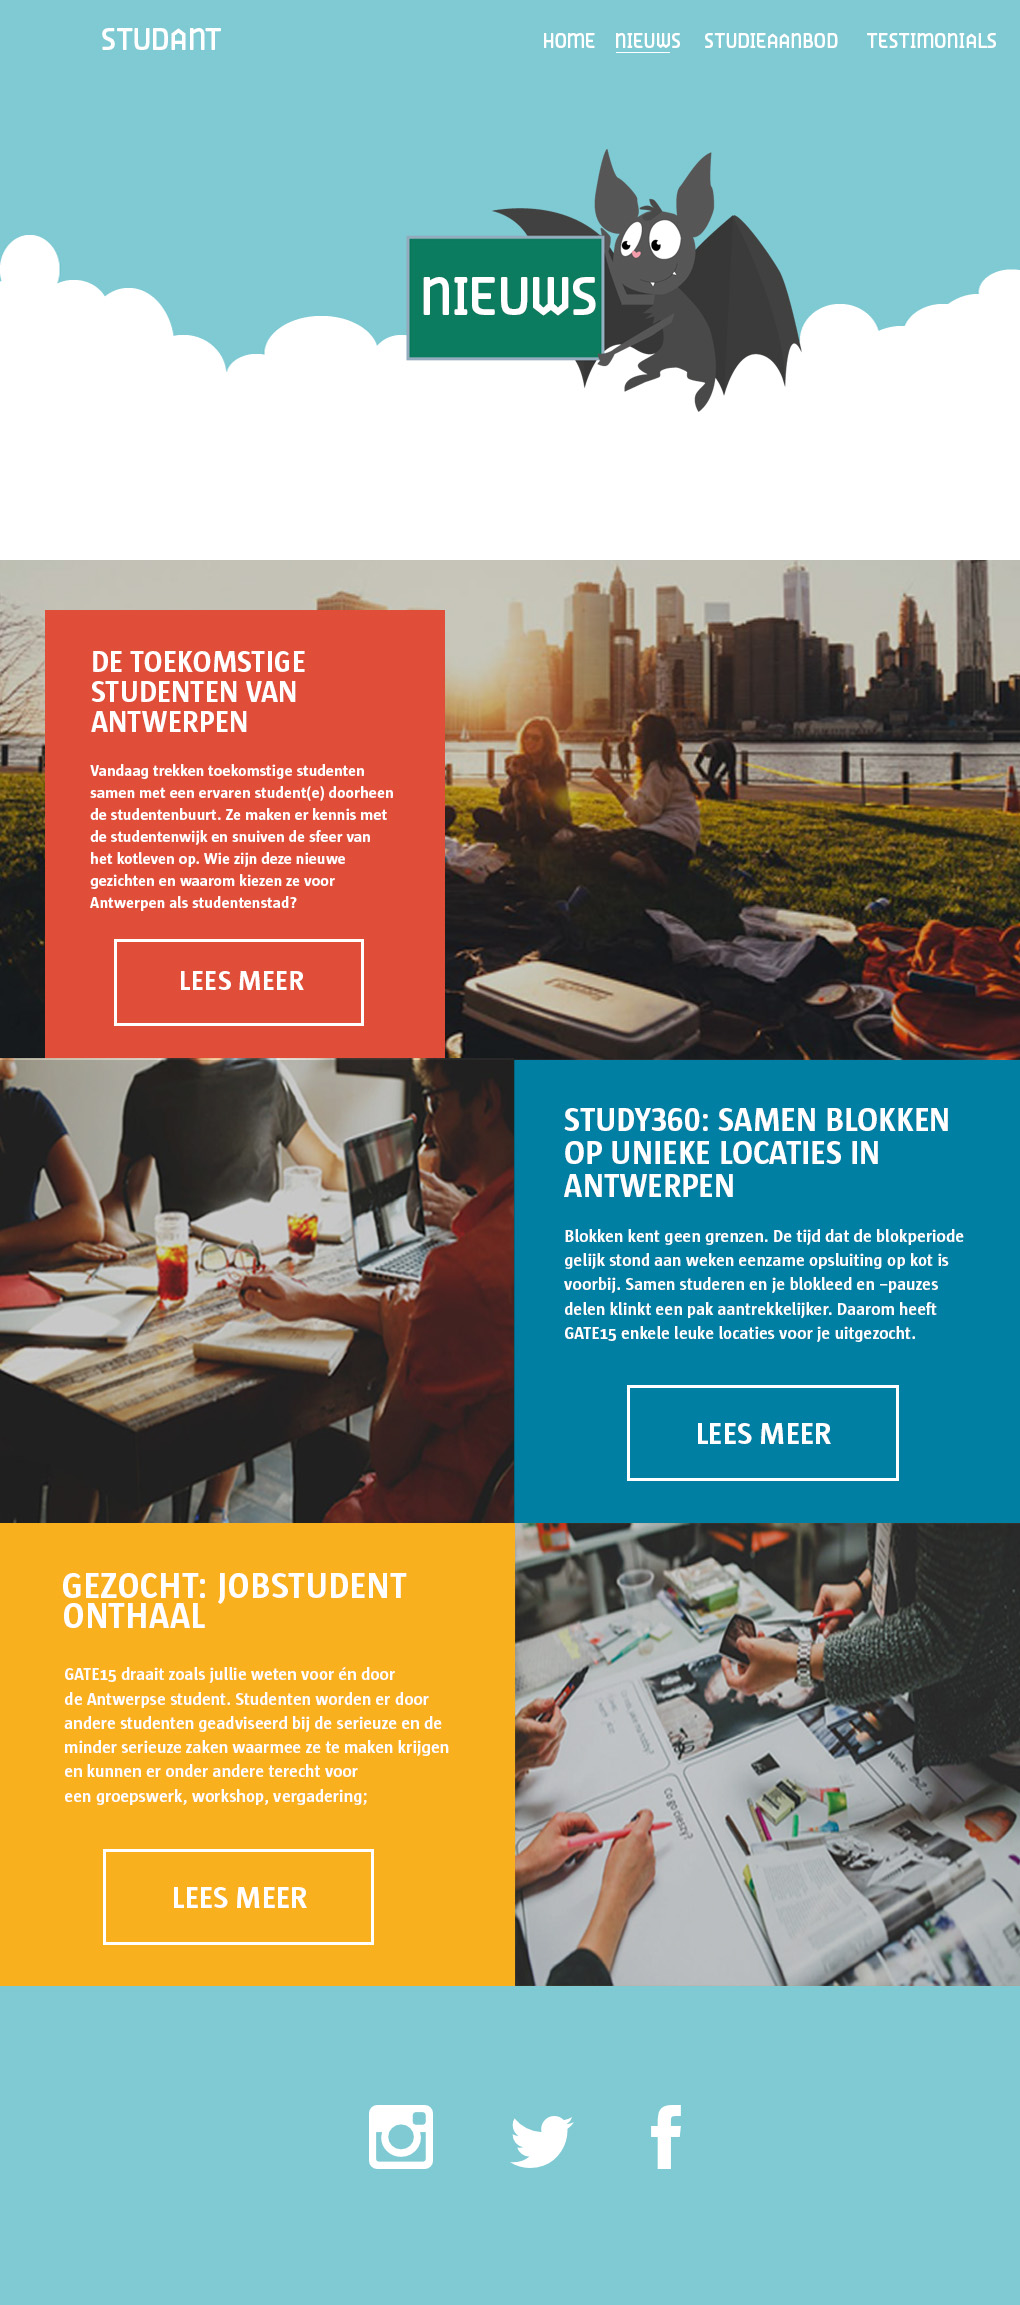 STUDANT
HOME NIEUWS STUDIEAANBOD TESTIMONIALS
NIEUWS
DE TOEKOMSTIGE
STUDENTEN VAN
ANTWERPEN
Vandaag trekken toekomstige studenten
samen met een ervaren student(e) doorheen
de studentenbuurt. Ze maken er kennis met
de studentenwijk en snuiven de sfeer van
het kotleven op. Wie zijn deze nieuwe
gezichten en waarom kiezen ze voor
Antwerpen als studentenstad?
LEES MEER
STUDY360: SAMEN BLOKKEN
OP UNIEKE LOCATIES IN
ANTWERPEN
Blokken kent geen grenzen. De tijd dat de blokperiode
gelijk stond aan weken eenzame opsluiting op kot is
voorbij. Samen studeren en je blokleed en –pauzes
delen klinkt een pak aantrekkelijker. Daarom heeft
GATE15 enkele leuke locaties voor je uitgezocht.
LEES MEER
GEZOCHT: JOBSTUDENT
ONTHAAL
GATE15 draait zoals jullie weten voor én door
de Antwerpse student. Studenten worden er door
andere studenten geadviseerd bij de serieuze en de
minder serieuze zaken waarmee ze te maken krijgen
en kunnen er onder andere terecht voor
een groepswerk, workshop, vergadering;
LEES MEER
Co go cieszy?